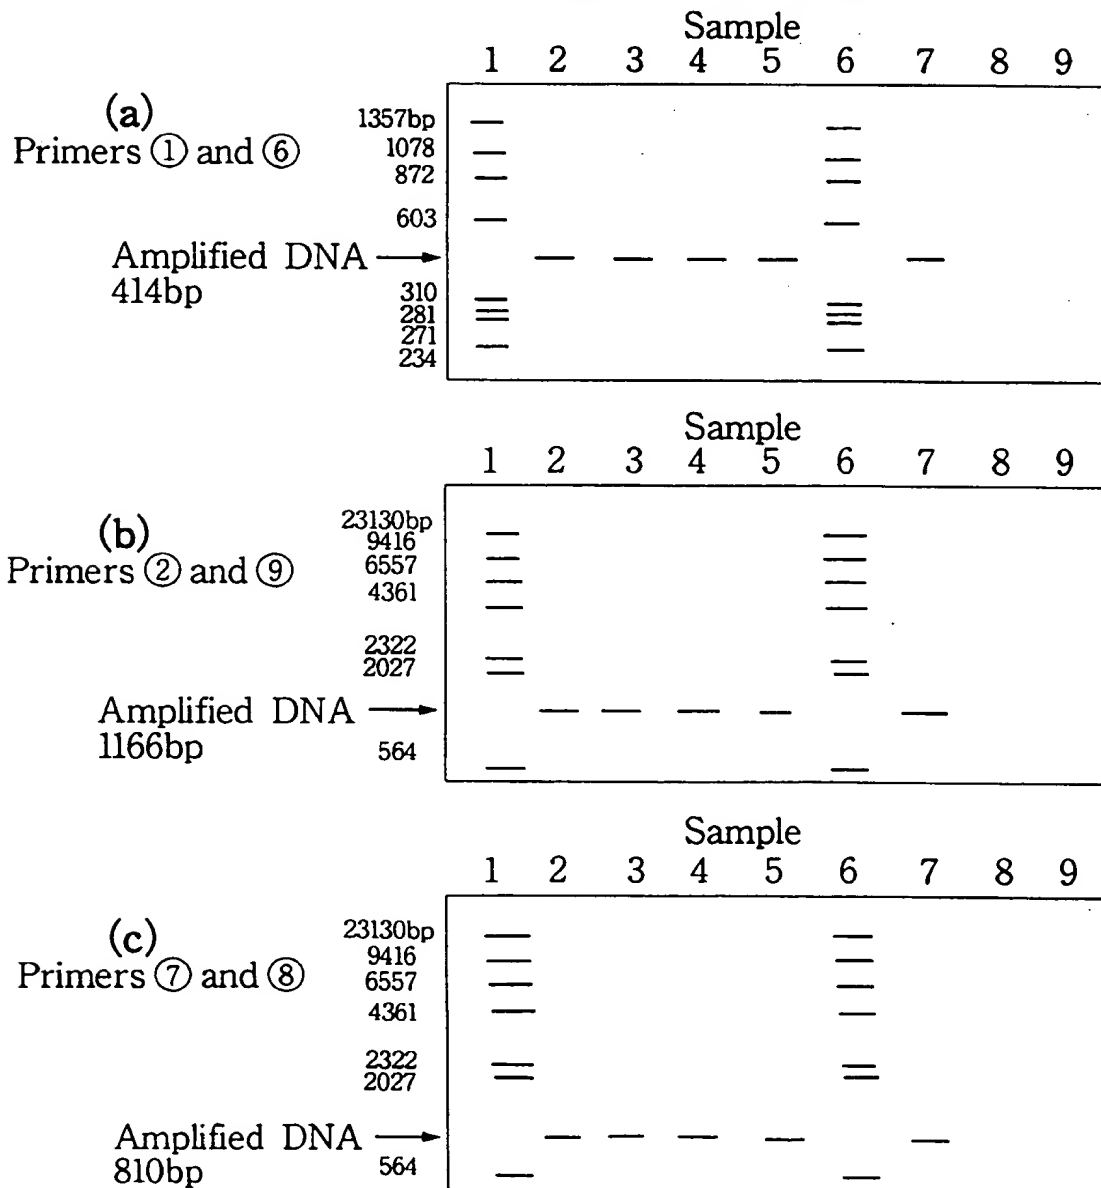 Sample
1 2 3 4 5 6 7 8 9
(a)
Primers ① and ⑥
1357bp
1078
872
603
Amplified DNA
414bp
310
281
271
234
Sample
1 2 3 4 5 6 7 8 9
(b)
Primers ② and ⑨
23130bp
9416
6557
4361
2322
2027
Amplified DNA
1166bp
564
Sample
1 2 3 4 5 6 7 8 9
(c)
Primers ⑦ and ⑧
23130bp
9416
6557
4361
2322
2027
Amplified DNA
810bp
564